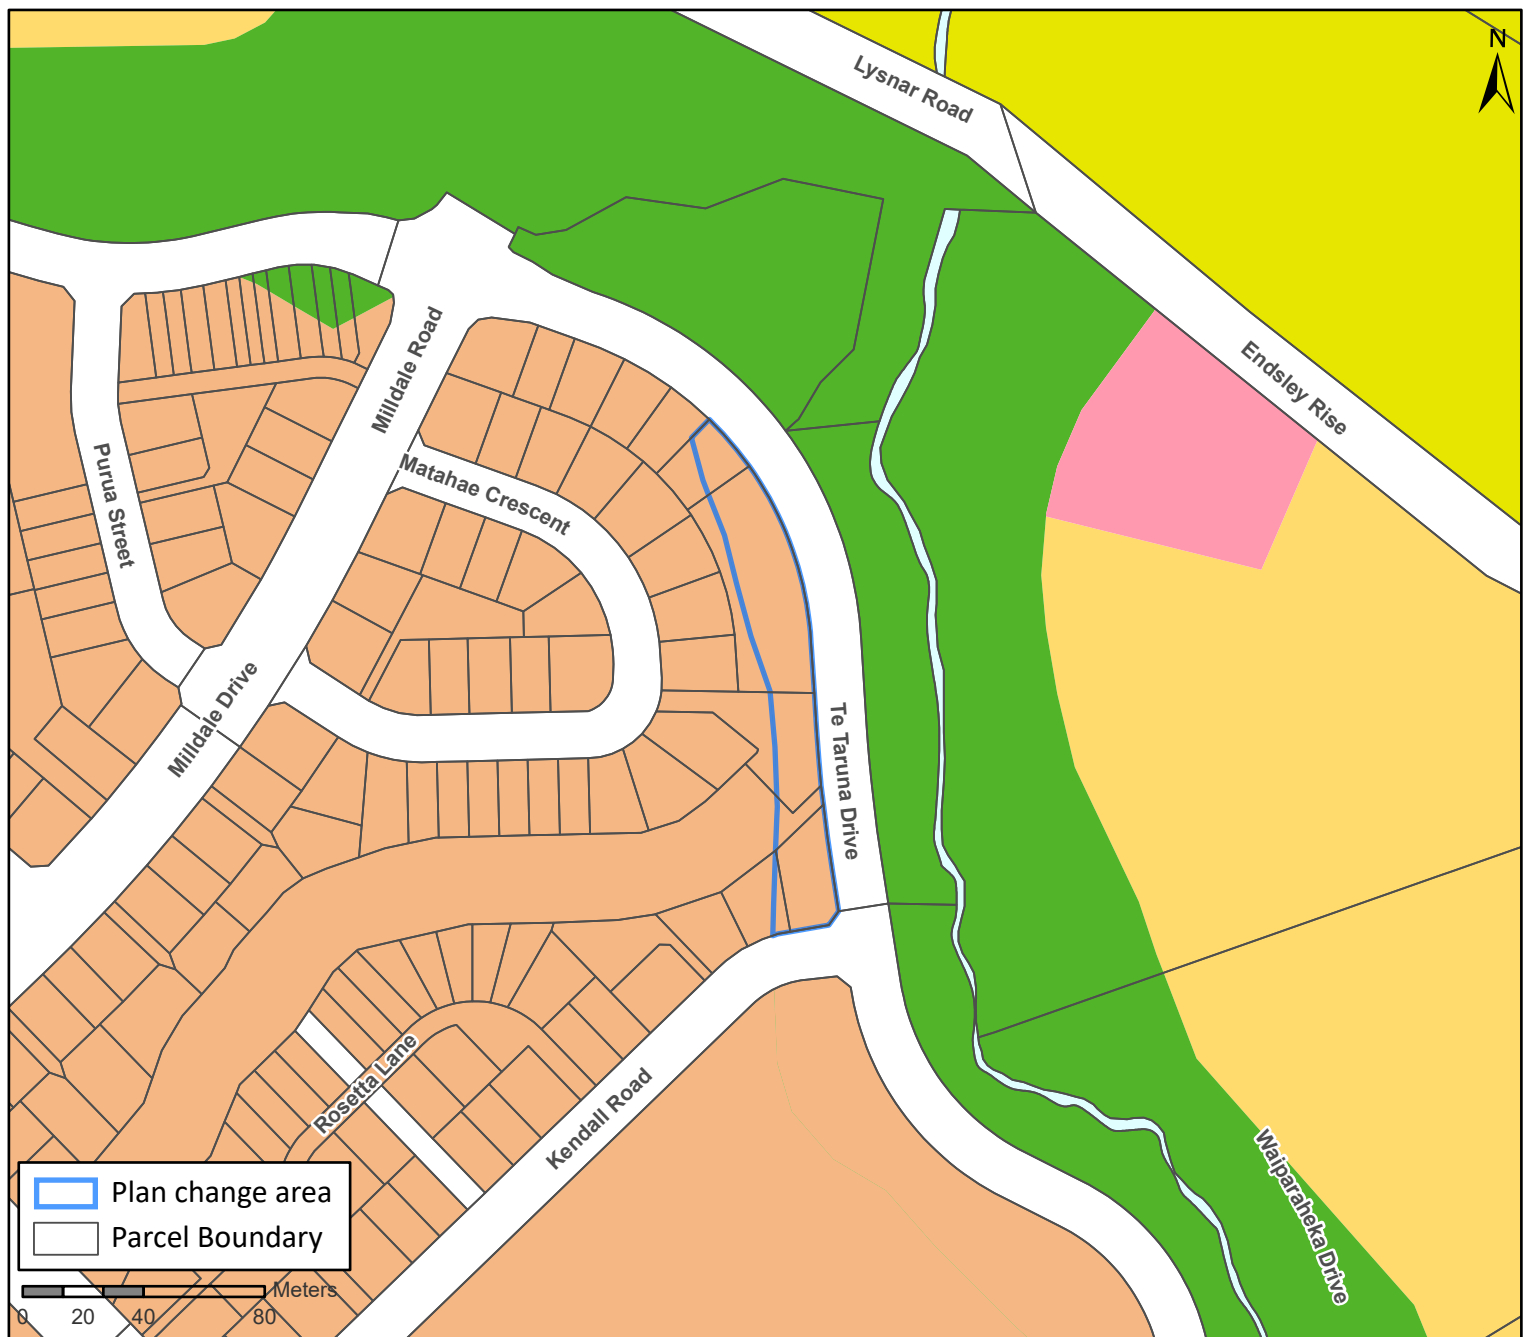 N
Lysnar Road
Endsley Rise
Milldale Road
Purua Street
Matahae Crescent
Milldale Drive
Te Taruna Drive
Rosetta Lane
Kendall Road
Waiparaheka Drive
Plan change area
Parcel Boundary
Meters
0 20 40 80